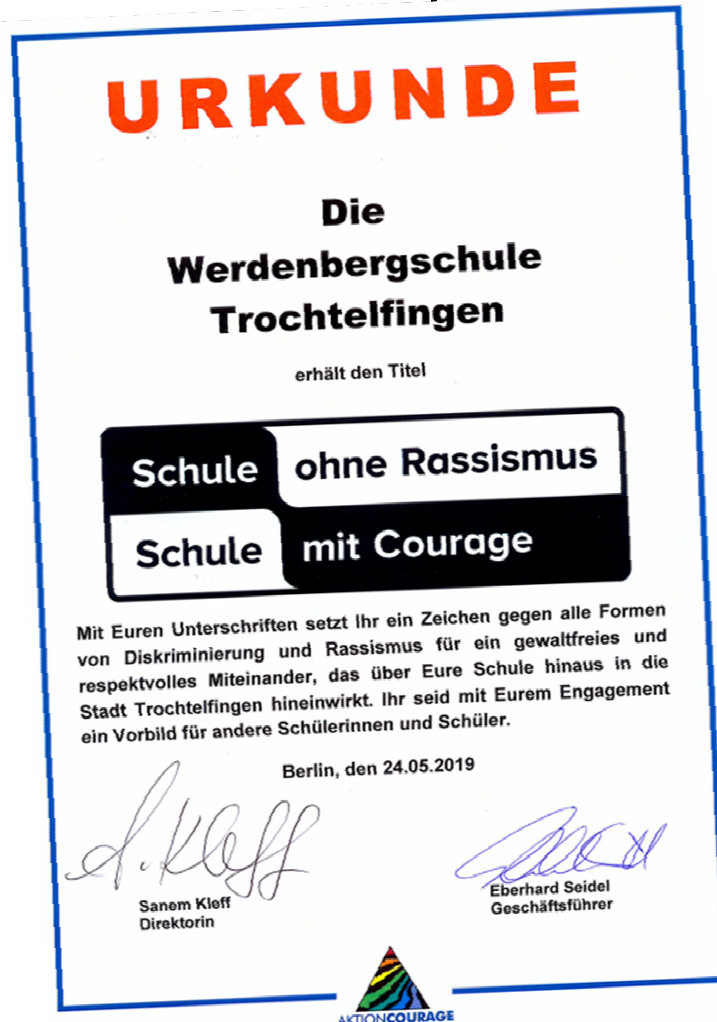 URKUNDE
Die
Werdenbergschule
Trochtelfingen
erhält den Titel
Schule ohne Rassismus
Schule mit Courage
Mit Euren Unterschriften setzt Ihr ein Zeichen gegen alle Formen
von Diskriminierung und Rassismus für ein gewaltfreies und
respektvolles Miteinander, das über Eure Schule hinaus in die
Stadt Trochtelfingen hineinwirkt. Ihr seid mit Eurem Engagement
ein Vorbild für andere Schülerinnen und Schüler.
Berlin, den 24.05.2019
S. Kleff
Sanem Kleff
Direktorin
Eberhard Seidel
Geschäftsführer
AKTIONCOURAGE